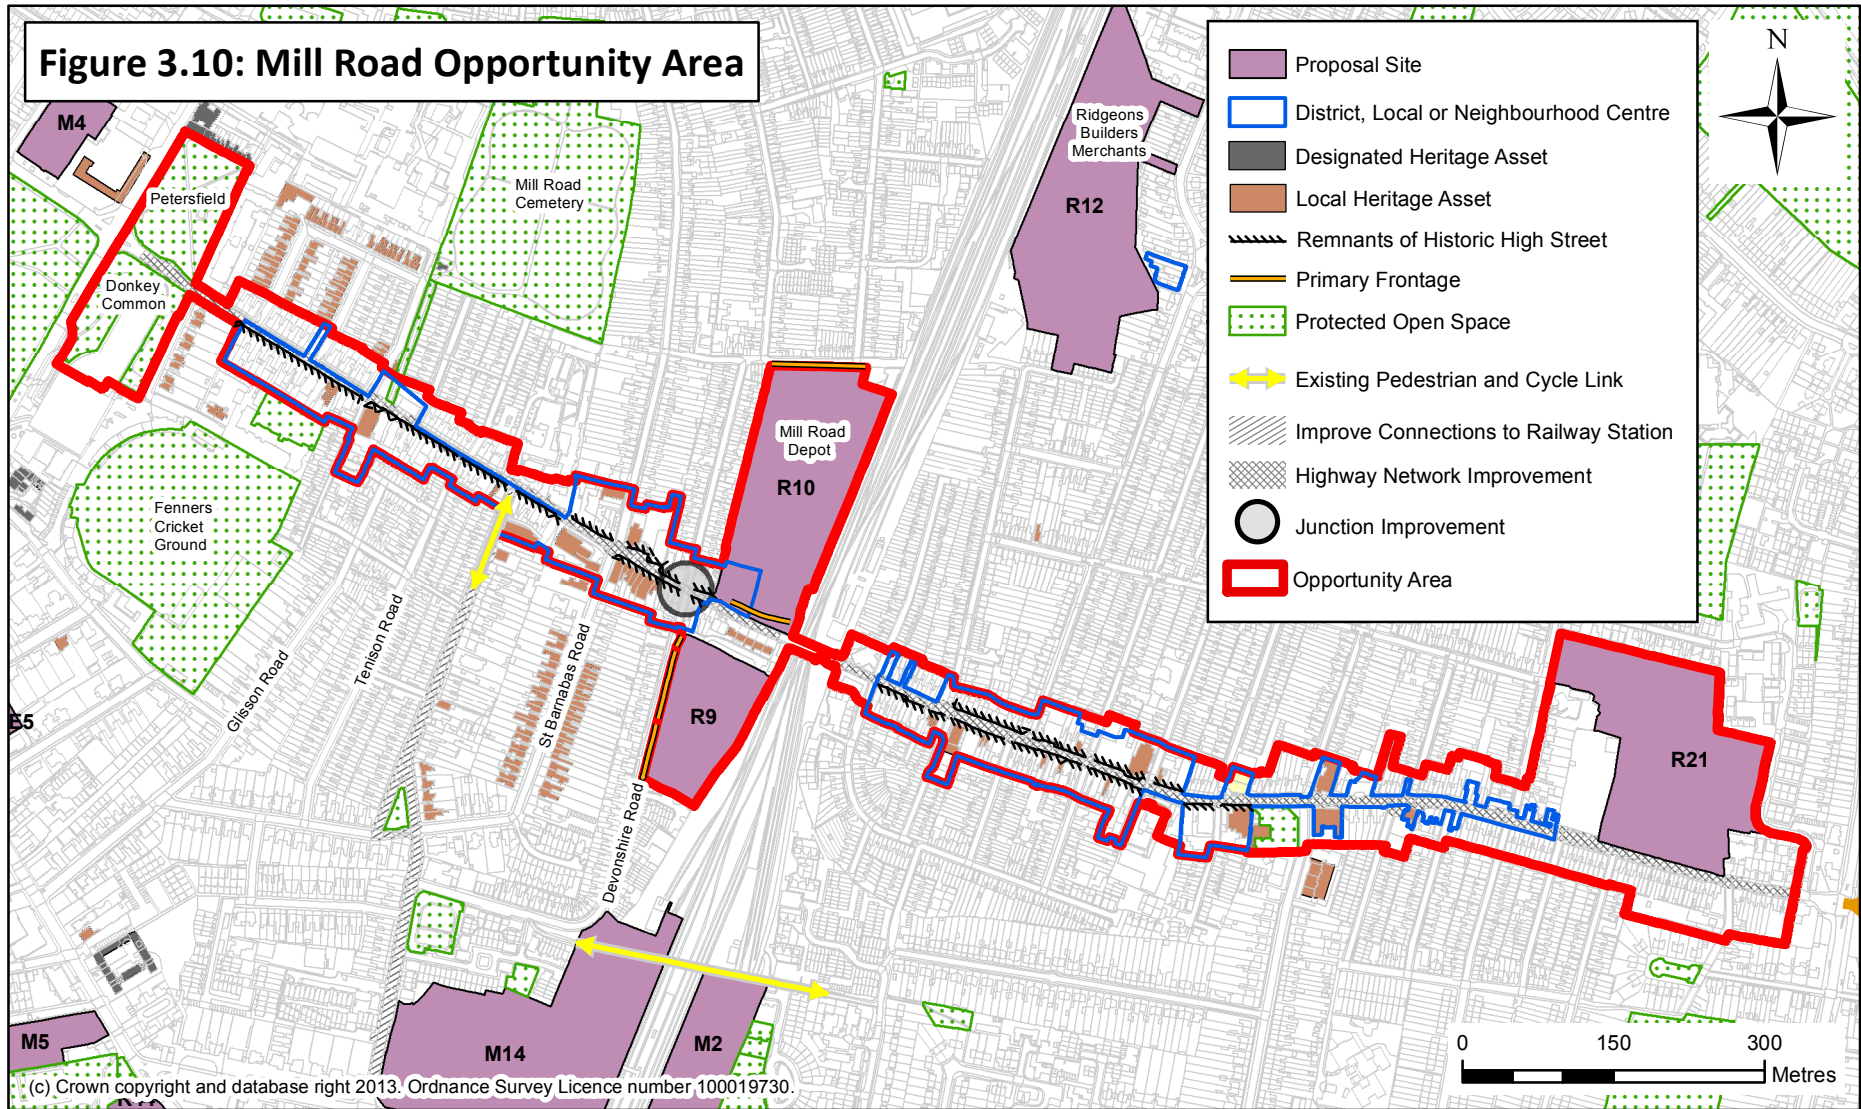 Figure 3.10: Mill Road Opportunity Area
N
Proposal Site
District, Local or Neighbourhood Centre
Designated Heritage Asset
Local Heritage Asset
Remnants of Historic High Street
Primary Frontage
Protected Open Space
Existing Pedestrian and Cycle Link
Improve Connections to Railway Station
Highway Network Improvement
Junction Improvement
Opportunity Area
M4
Petersfield
Donkey
Common
Mill Road
Cemetery
Ridgeons
Builders
Merchants
R12
Mill Road
Depot
R10
Fenners
Cricket
Ground
Glisson Road
Tenison Road
St Barnabas Road
Devonshire Road
R9
R21
E5
M5
M14
M2
0 150 300
Metres
(c) Crown copyright and database right 2013. Ordnance Survey Licence number 100019730.